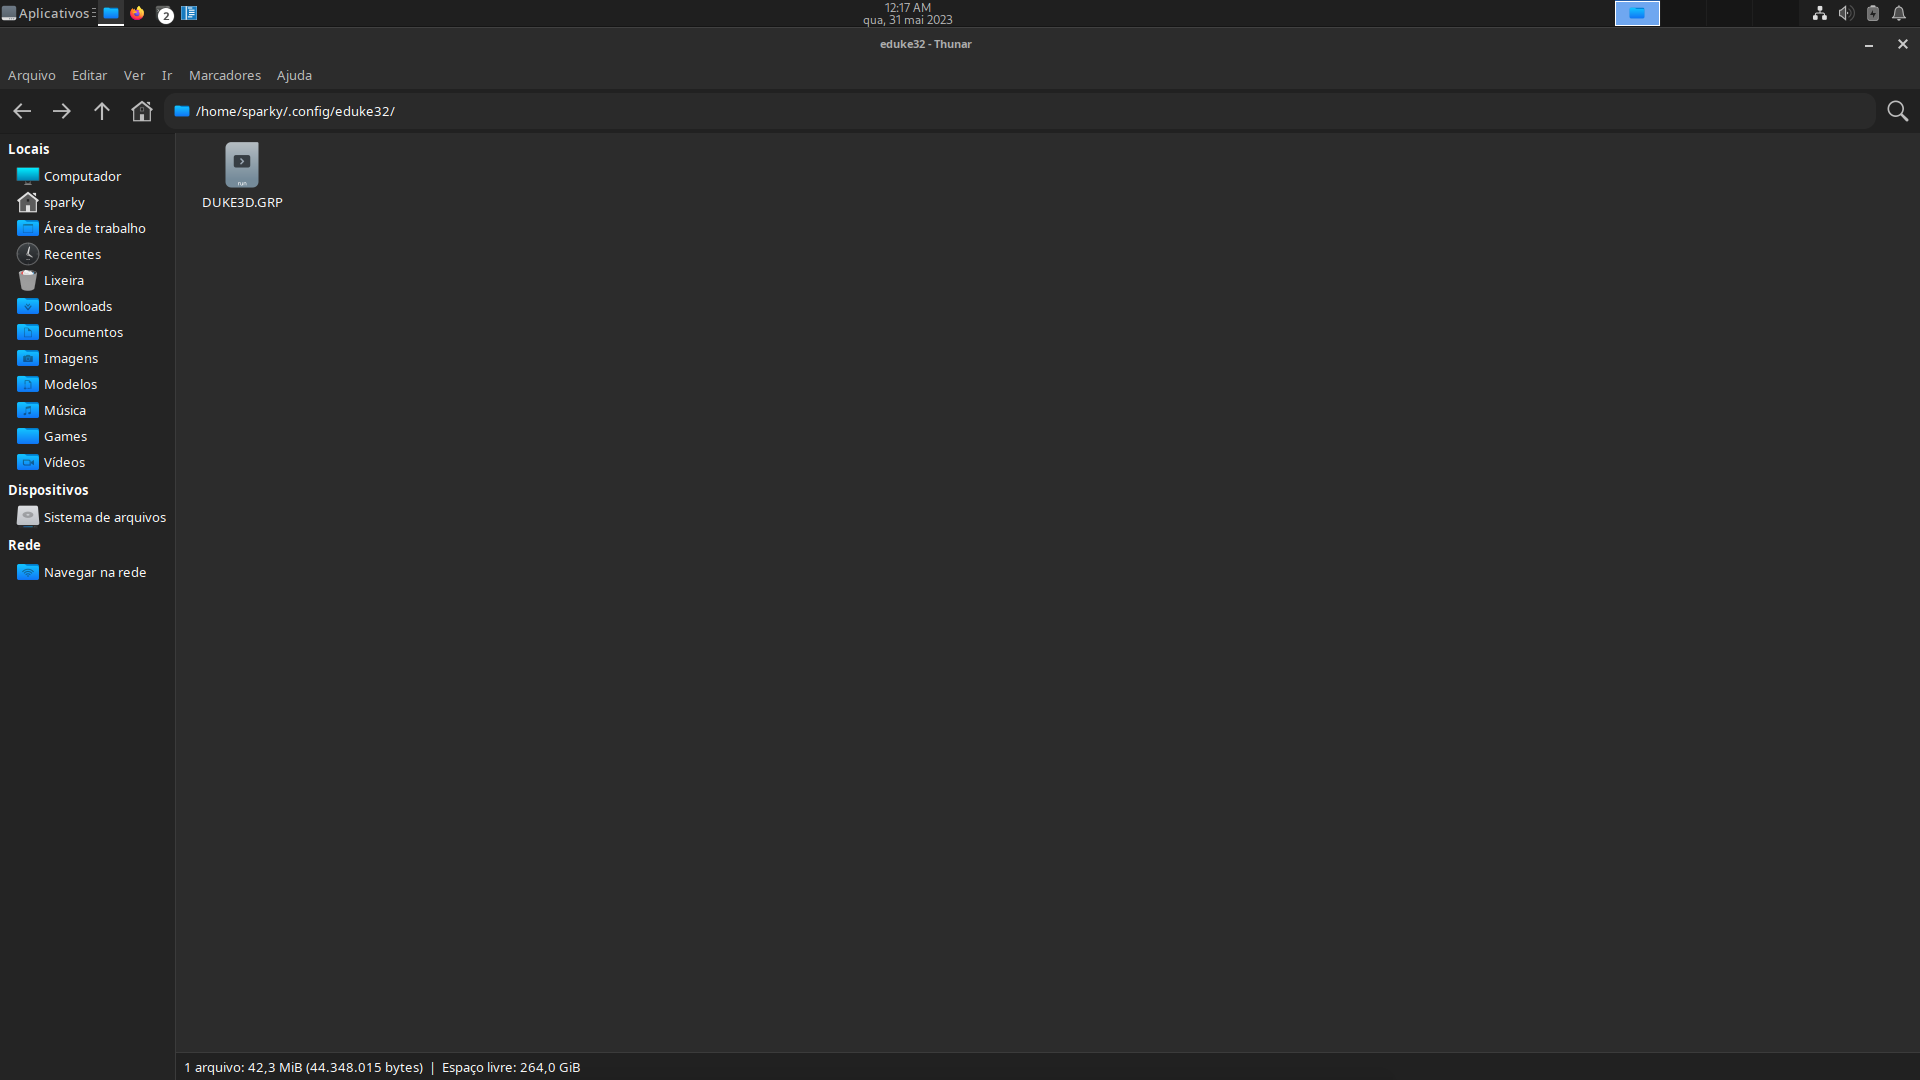 Aplicativos
2
12:17 AM
qua, 31 mai 2023
eduke32 - Thunar
Arquivo Editar Ver Ir Marcadores Ajuda
/home/sparky/.config/eduke32/
Locais
Computador
sparky
Área de trabalho
Recentes
Lixeira
Downloads
Documentos
Imagens
Modelos
Música
Games
Vídeos
Dispositivos
Sistema de arquivos
Rede
Navegar na rede
run
DUKE3D.GRP
1 arquivo: 42,3 MiB (44.348.015 bytes) | Espaço livre: 264,0 GiB